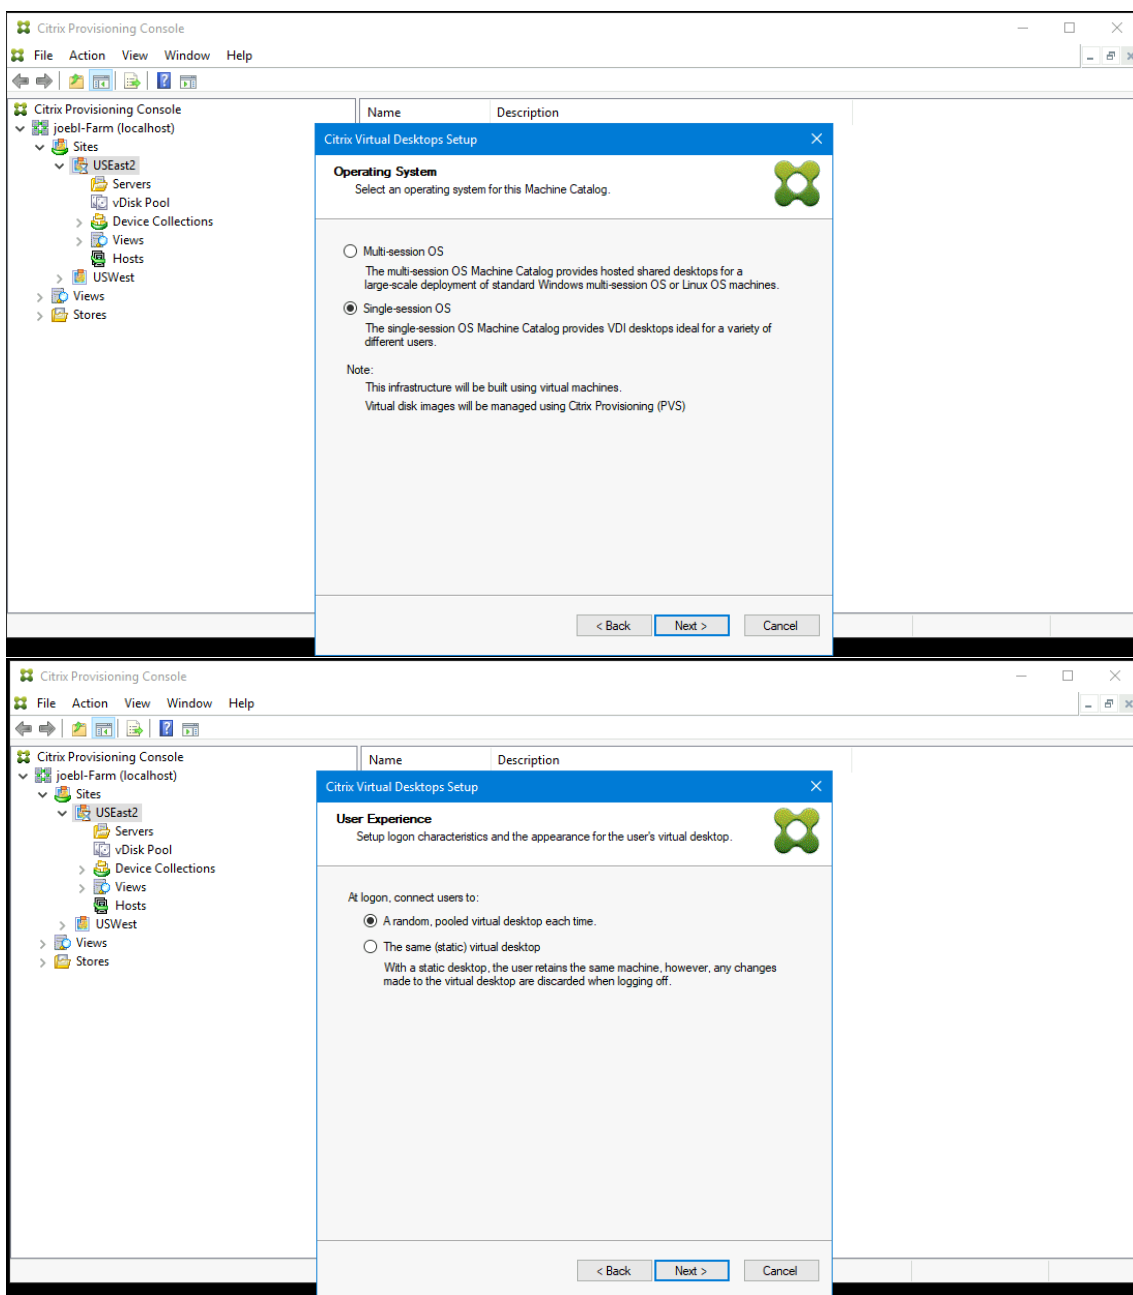 Citrix Provisioning Console
File Action View Window Help
Citrix Provisioning Console
joebl-Farm (localhost)
Sites
USEast2
Servers
vDisk Pool
Device Collections
Views
Hosts
USWest
Views
Stores
Name Description
Citrix Virtual Desktops Setup
Operating System
Select an operating system for this Machine Catalog.
Multi-session OS
The multi-session OS Machine Catalog provides hosted shared desktops for a
large-scale deployment of standard Windows multi-session OS or Linux OS machines.
Single-session OS
The single-session OS Machine Catalog provides VDI desktops ideal for a variety of
different users.
Note:
This infrastructure will be built using virtual machines.
Virtual disk images will be managed using Citrix Provisioning (PVS)
< Back Next > Cancel
Citrix Provisioning Console
File Action View Window Help
Citrix Provisioning Console
joebl-Farm (localhost)
Sites
USEast2
Servers
vDisk Pool
Device Collections
Views
Hosts
USWest
Views
Stores
Name Description
Citrix Virtual Desktops Setup
User Experience
Setup logon characteristics and the appearance for the user's virtual desktop.
At logon, connect users to:
A random, pooled virtual desktop each time.
The same (static) virtual desktop
With a static desktop, the user retains the same machine, however, any changes
made to the virtual desktop are discarded when logging off.
< Back Next > Cancel